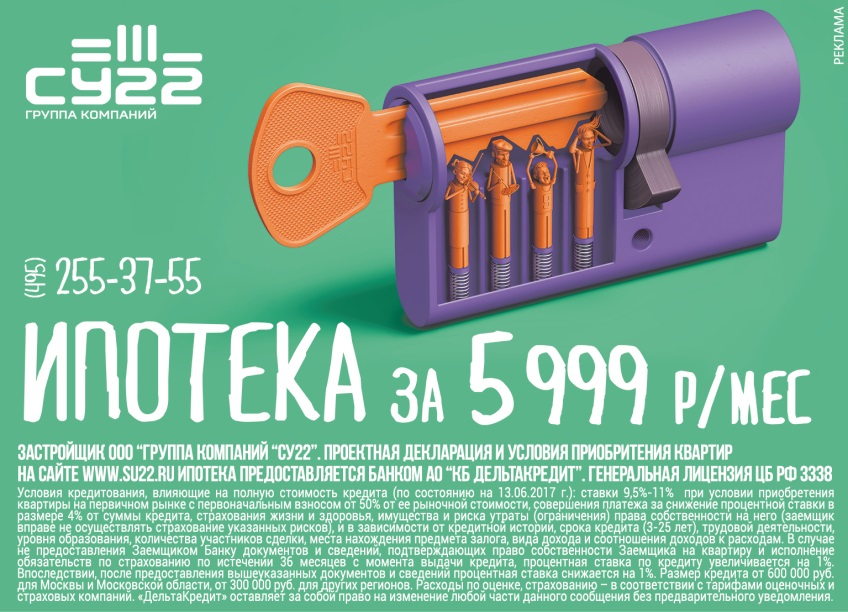 РЕКЛАМА
СУ22
ГРУППА КОМПАНИЙ
СУ22
(495) 255-37-55
ИПОТЕКА ЗА 5 999 Р/МЕС
ЗАСТРОЙЩИК ООО “ГРУППА КОМПАНИЙ “СУ22”. ПРОЕКТНАЯ ДЕКЛАРАЦИЯ И УСЛОВИЯ ПРИОБРИТЕНИЯ КВАРТИР
НА САЙТЕ WWW.SU22.RU ИПОТЕКА ПРЕДОСТАВЛЯЕТСЯ БАНКОМ АО “КБ ДЕЛЬТАКРЕДИТ”. ГЕНЕРАЛЬНАЯ ЛИЦЕНЗИЯ ЦБ РФ 3338
Условия кредитования, влияющие на полную стоимость кредита (по состоянию на 13.06.2017 г.): ставки 9,5%-11% при условии приобретения
квартиры на первичном рынке с первоначальным взносом от 50% от ее рыночной стоимости, совершения платежа за снижение процентной ставки в
размере 4% от суммы кредита, страхования жизни и здоровья, имущества и риска утраты (ограничения) права собственности на него (заемщик
вправе не осуществлять страхование указанных рисков), и в зависимости от кредитной истории, срока кредита (3-25 лет), трудовой деятельности,
уровня образования, количества участников сделки, места нахождения предмета залога, вида дохода и соотношения доходов к расходам. В случае
не предоставления Заемщиком Банку документов и сведений, подтверждающих право собственности Заемщика на квартиру и исполнение
обязательств по страхованию по истечении 36 месяцев с момента выдачи кредита, процентная ставка по кредиту увеличивается на 1%.
Впоследствии, после предоставления вышеуказанных документов и сведений процентная ставка снижается на 1%. Размер кредита от 600 000 руб.
для Москвы и Московской области, от 300 000 руб. для других регионов. Расходы по оценке, страхованию – в соответствии с тарифами оценочных и
страховых компаний. «ДельтаКредит» оставляет за собой право на изменение любой части данного сообщения без предварительного уведомления.